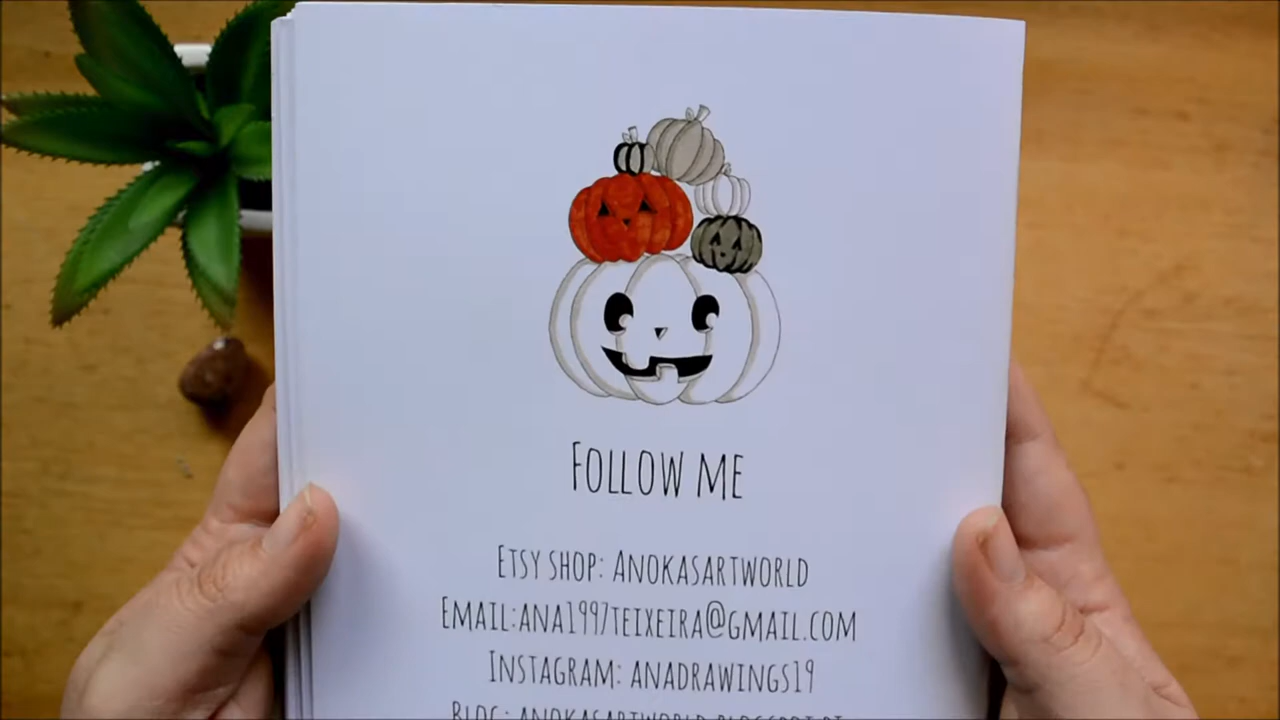 FOLLOW ME
ETSY SHOP: ANOKASARTWORLD
EMAIL:ANA1997TEIXEIRA@GMAIL.COM
INSTAGRAM: ANADRAWINGS19
BLOG: ANOKASARTWORLD.BLOGSPOT.PT